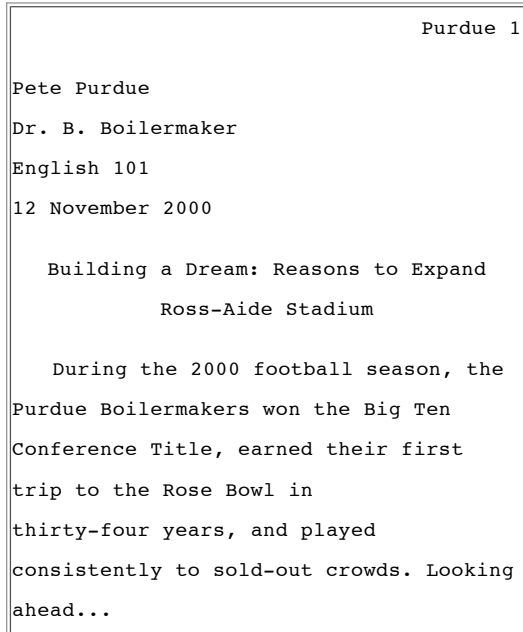 Purdue 1
Pete Purdue
Dr. B. Boilermaker
English 101
12 November 2000
Building a Dream: Reasons to Expand
Ross-Aide Stadium
During the 2000 football season, the
Purdue Boilermakers won the Big Ten
Conference Title, earned their first
trip to the Rose Bowl in
thirty-four years, and played
consistently to sold-out crowds. Looking
ahead...